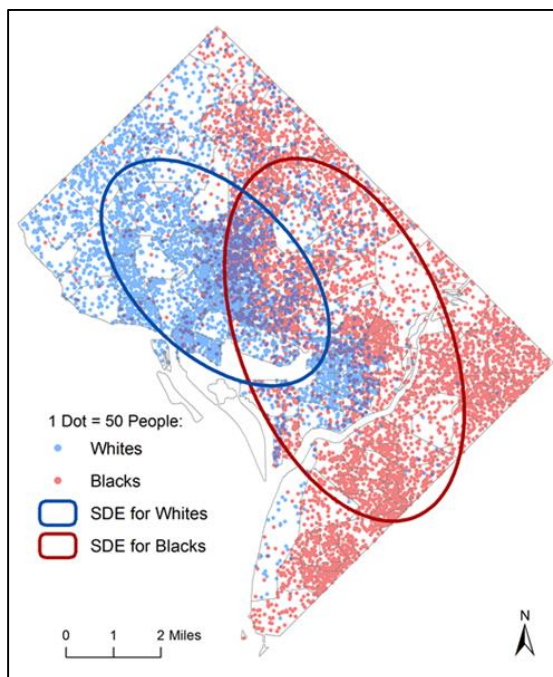 1 Dot = 50 People:
Whites
Blacks
SDE for Whites
SDE for Blacks
0 1 2 Miles
N